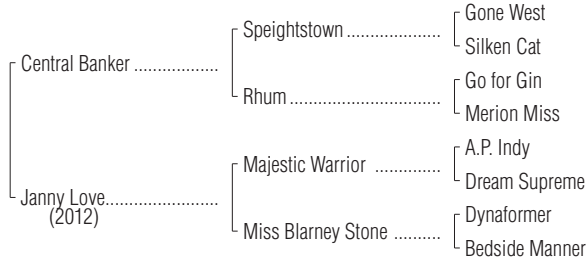 Gone West
Speightstown ..................
Silken Cat
Central Banker ................
Go for Gin
Rhum .............................
Merion Miss
A.P. Indy
Majestic Warrior ............
Dream Supreme
Janny Love......................
(2012)
Dynaformer
Miss Blarney Stone .........
Bedside Manner